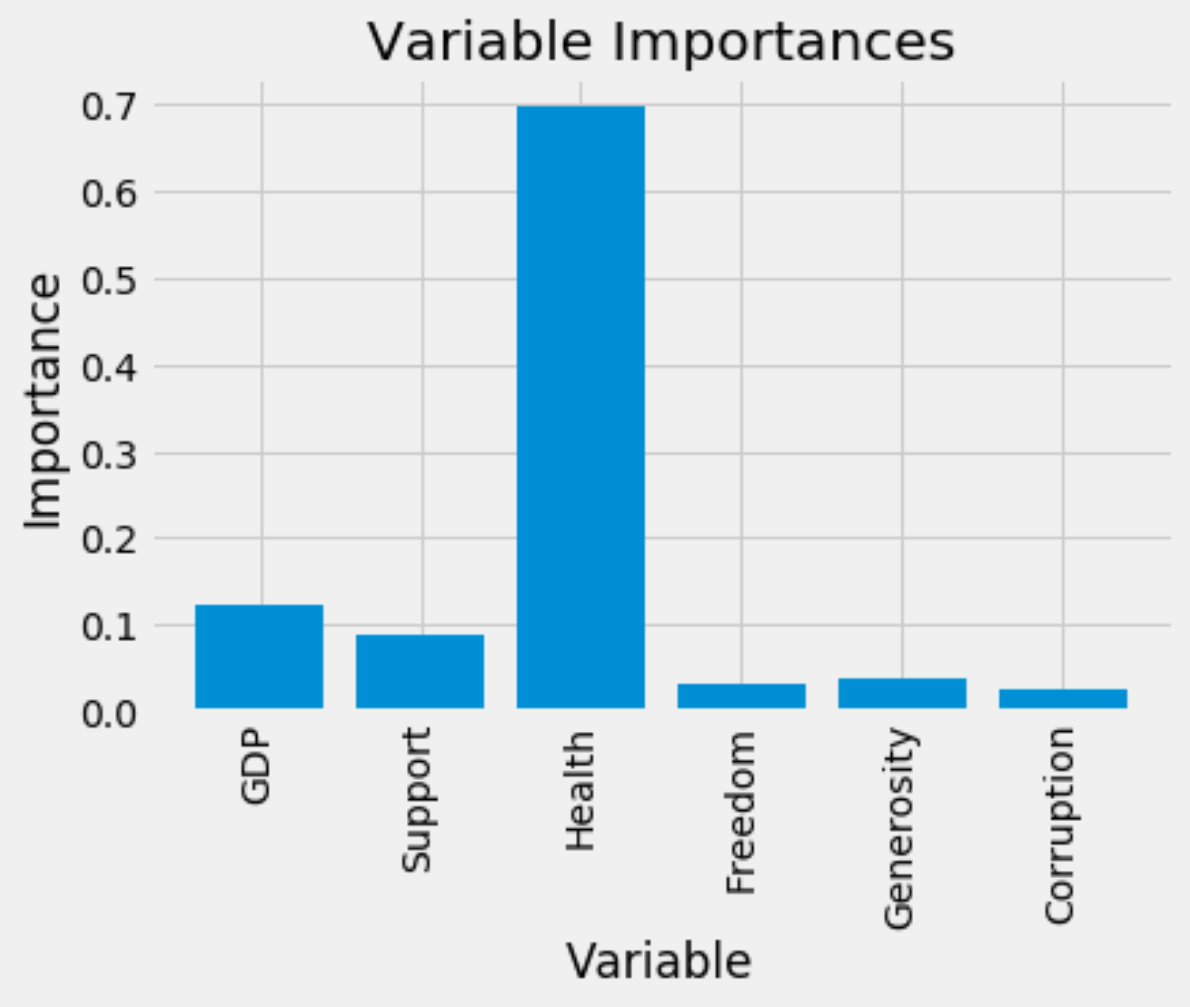 Variable Importances
Importance
0.7
0.6
0.5
0.4
0.3
0.2
0.1
0.0
GDP
Support
Health
Freedom
Generosity
Corruption
Variable